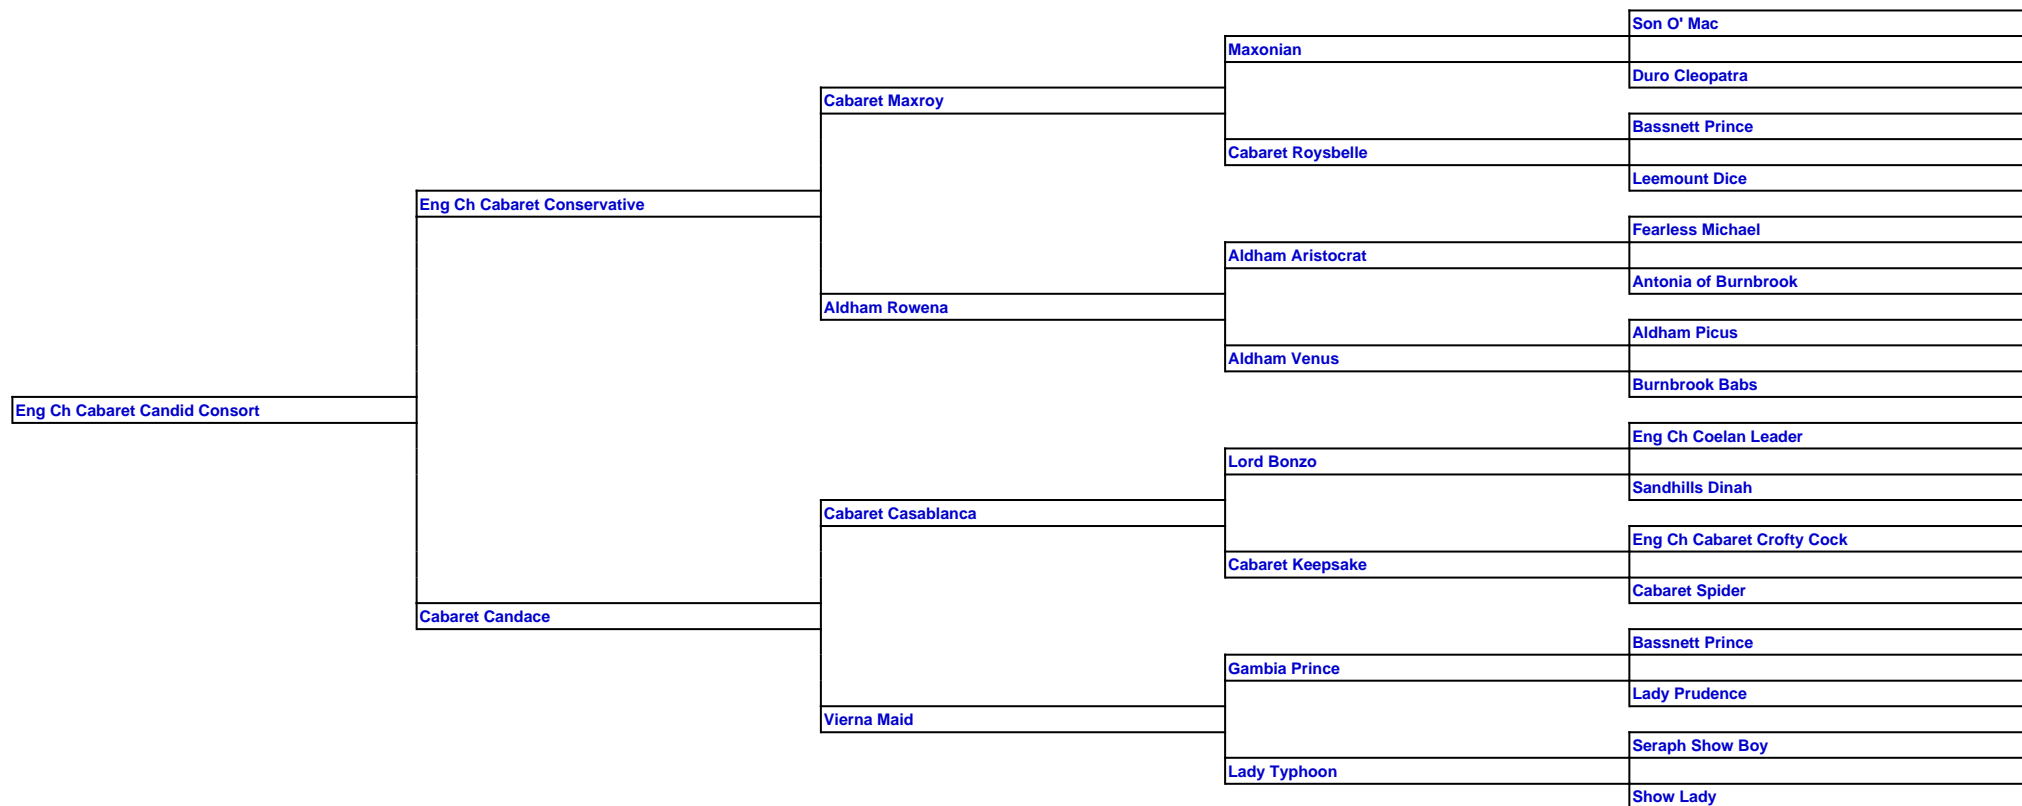 Son O' Mac
Maxonian
Duro Cleopatra
Cabaret Maxroy
Bassnett Prince
Cabaret Roysbelle
Leemount Dice
Eng Ch Cabaret Conservative
Fearless Michael
Aldham Aristocrat
Antonia of Burnbrook
Aldham Rowena
Aldham Picus
Aldham Venus
Burnbrook Babs
Eng Ch Cabaret Candid Consort
Eng Ch Coelan Leader
Lord Bonzo
Sandhills Dinah
Cabaret Casablanca
Eng Ch Cabaret Crofty Cock
Cabaret Keepsake
Cabaret Spider
Cabaret Candace
Bassnett Prince
Gambia Prince
Lady Prudence
Vierna Maid
Seraph Show Boy
Lady Typhoon
Show Lady